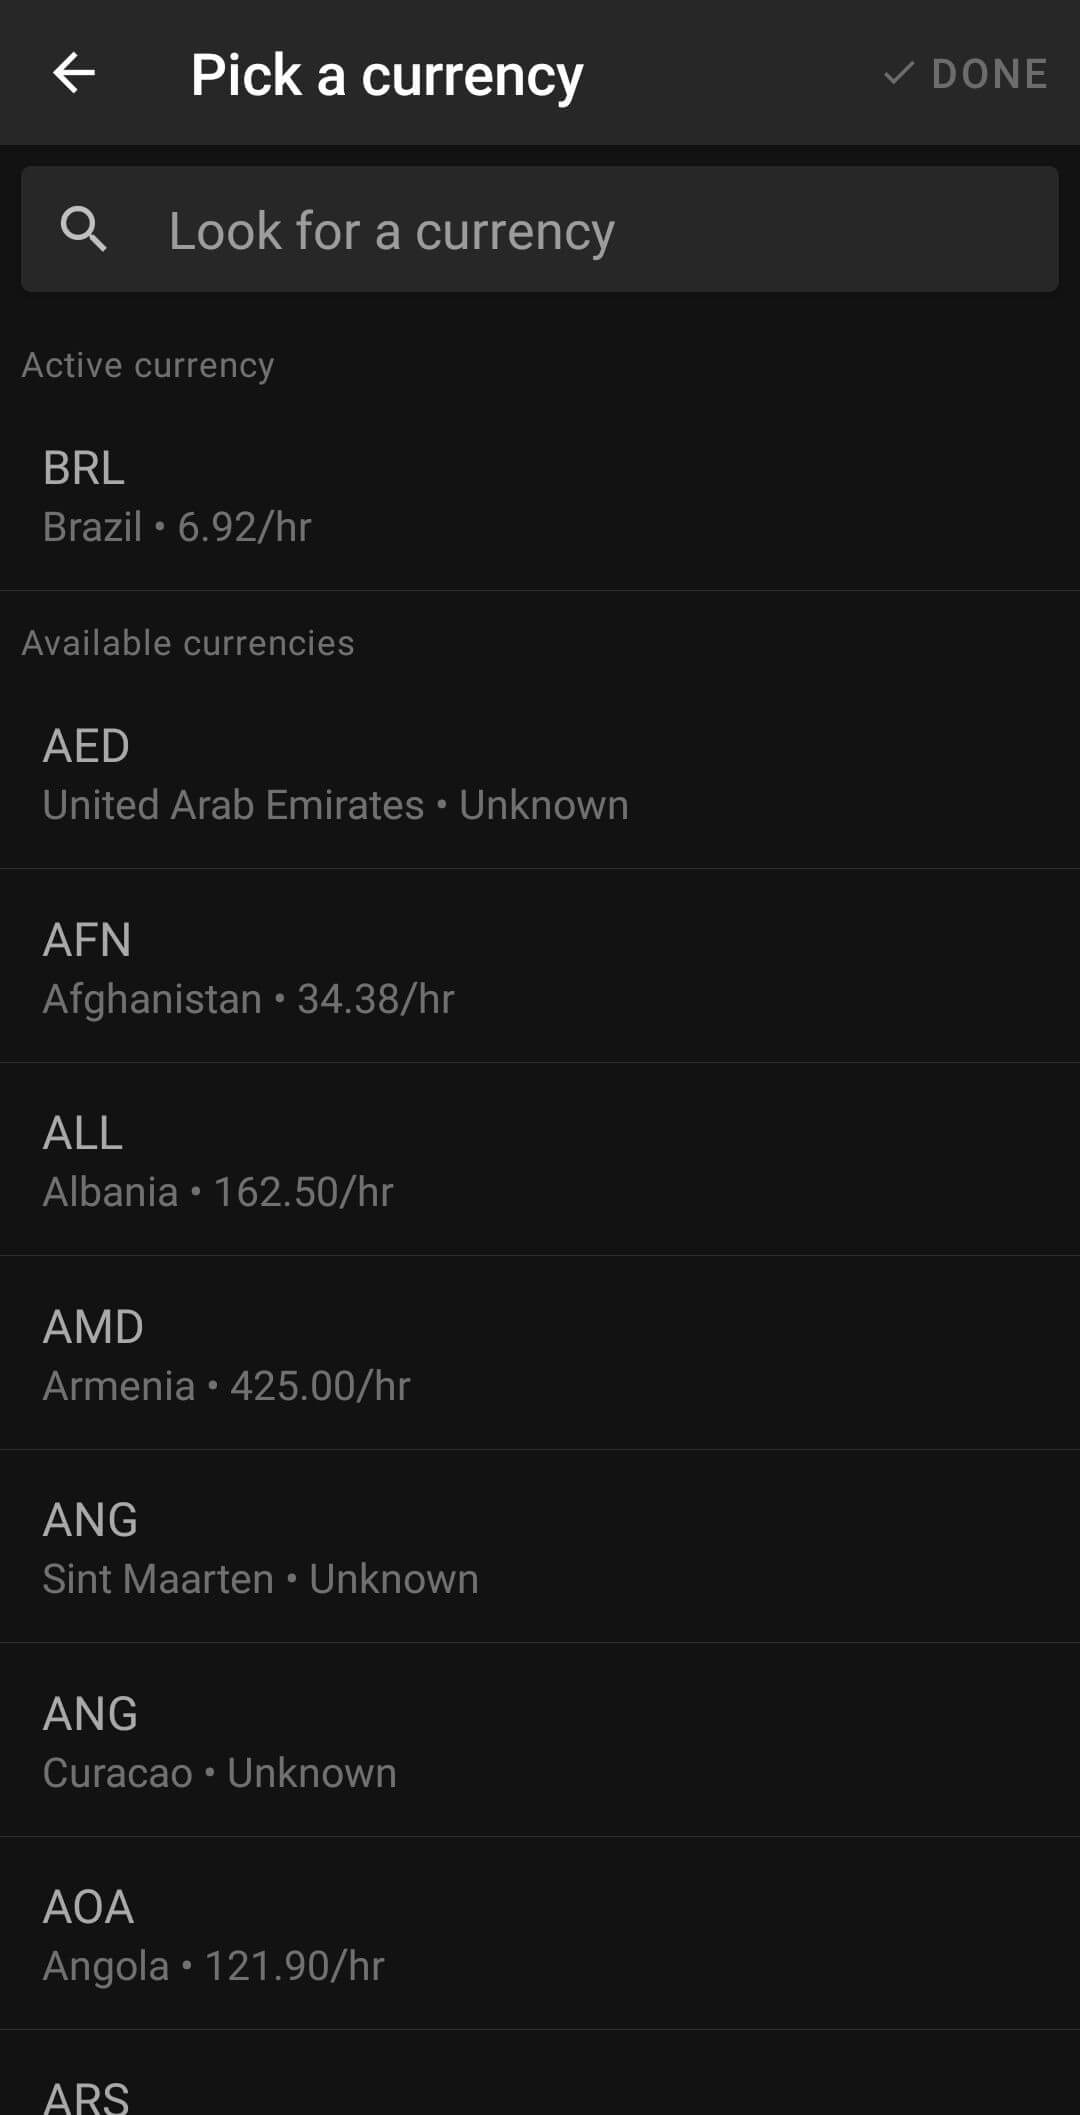 Pick a currency
DONE
Look for a currency
Active currency
BRL
Brazil • 6.92/hr
Available currencies
AED
United Arab Emirates • Unknown
AFN
Afghanistan • 34.38/hr
ALL
Albania • 162.50/hr
AMD
Armenia • 425.00/hr
ANG
Sint Maarten • Unknown
ANG
Curacao • Unknown
AOA
Angola • 121.90/hr
ARS